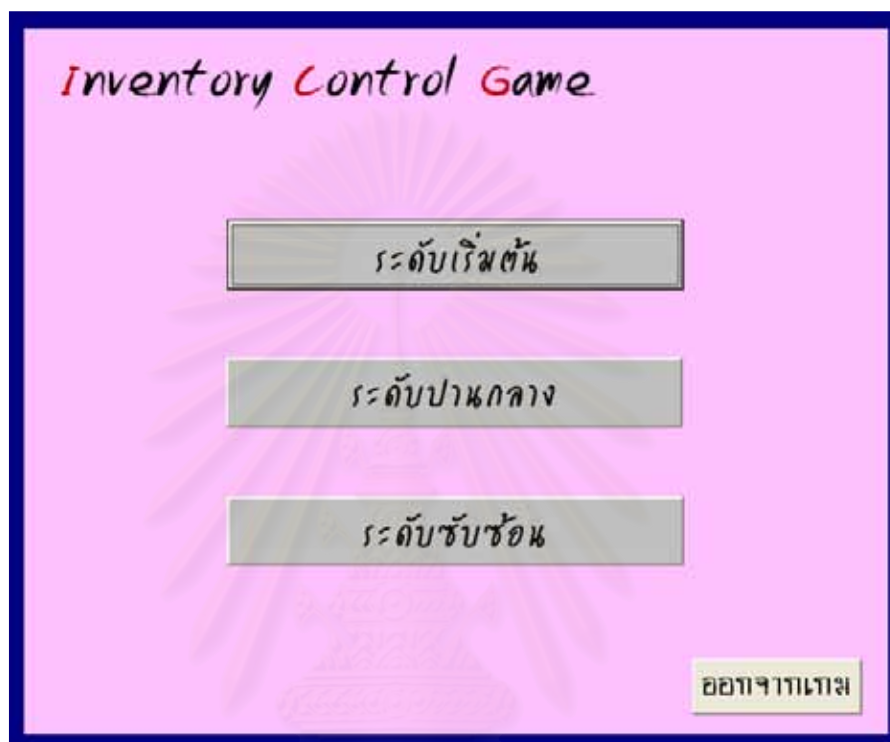 Inventory Control Game
ระดับเริ่มต้น
ระดับปานกลาง
ระดับซับซ้อน
ออกจากเกม